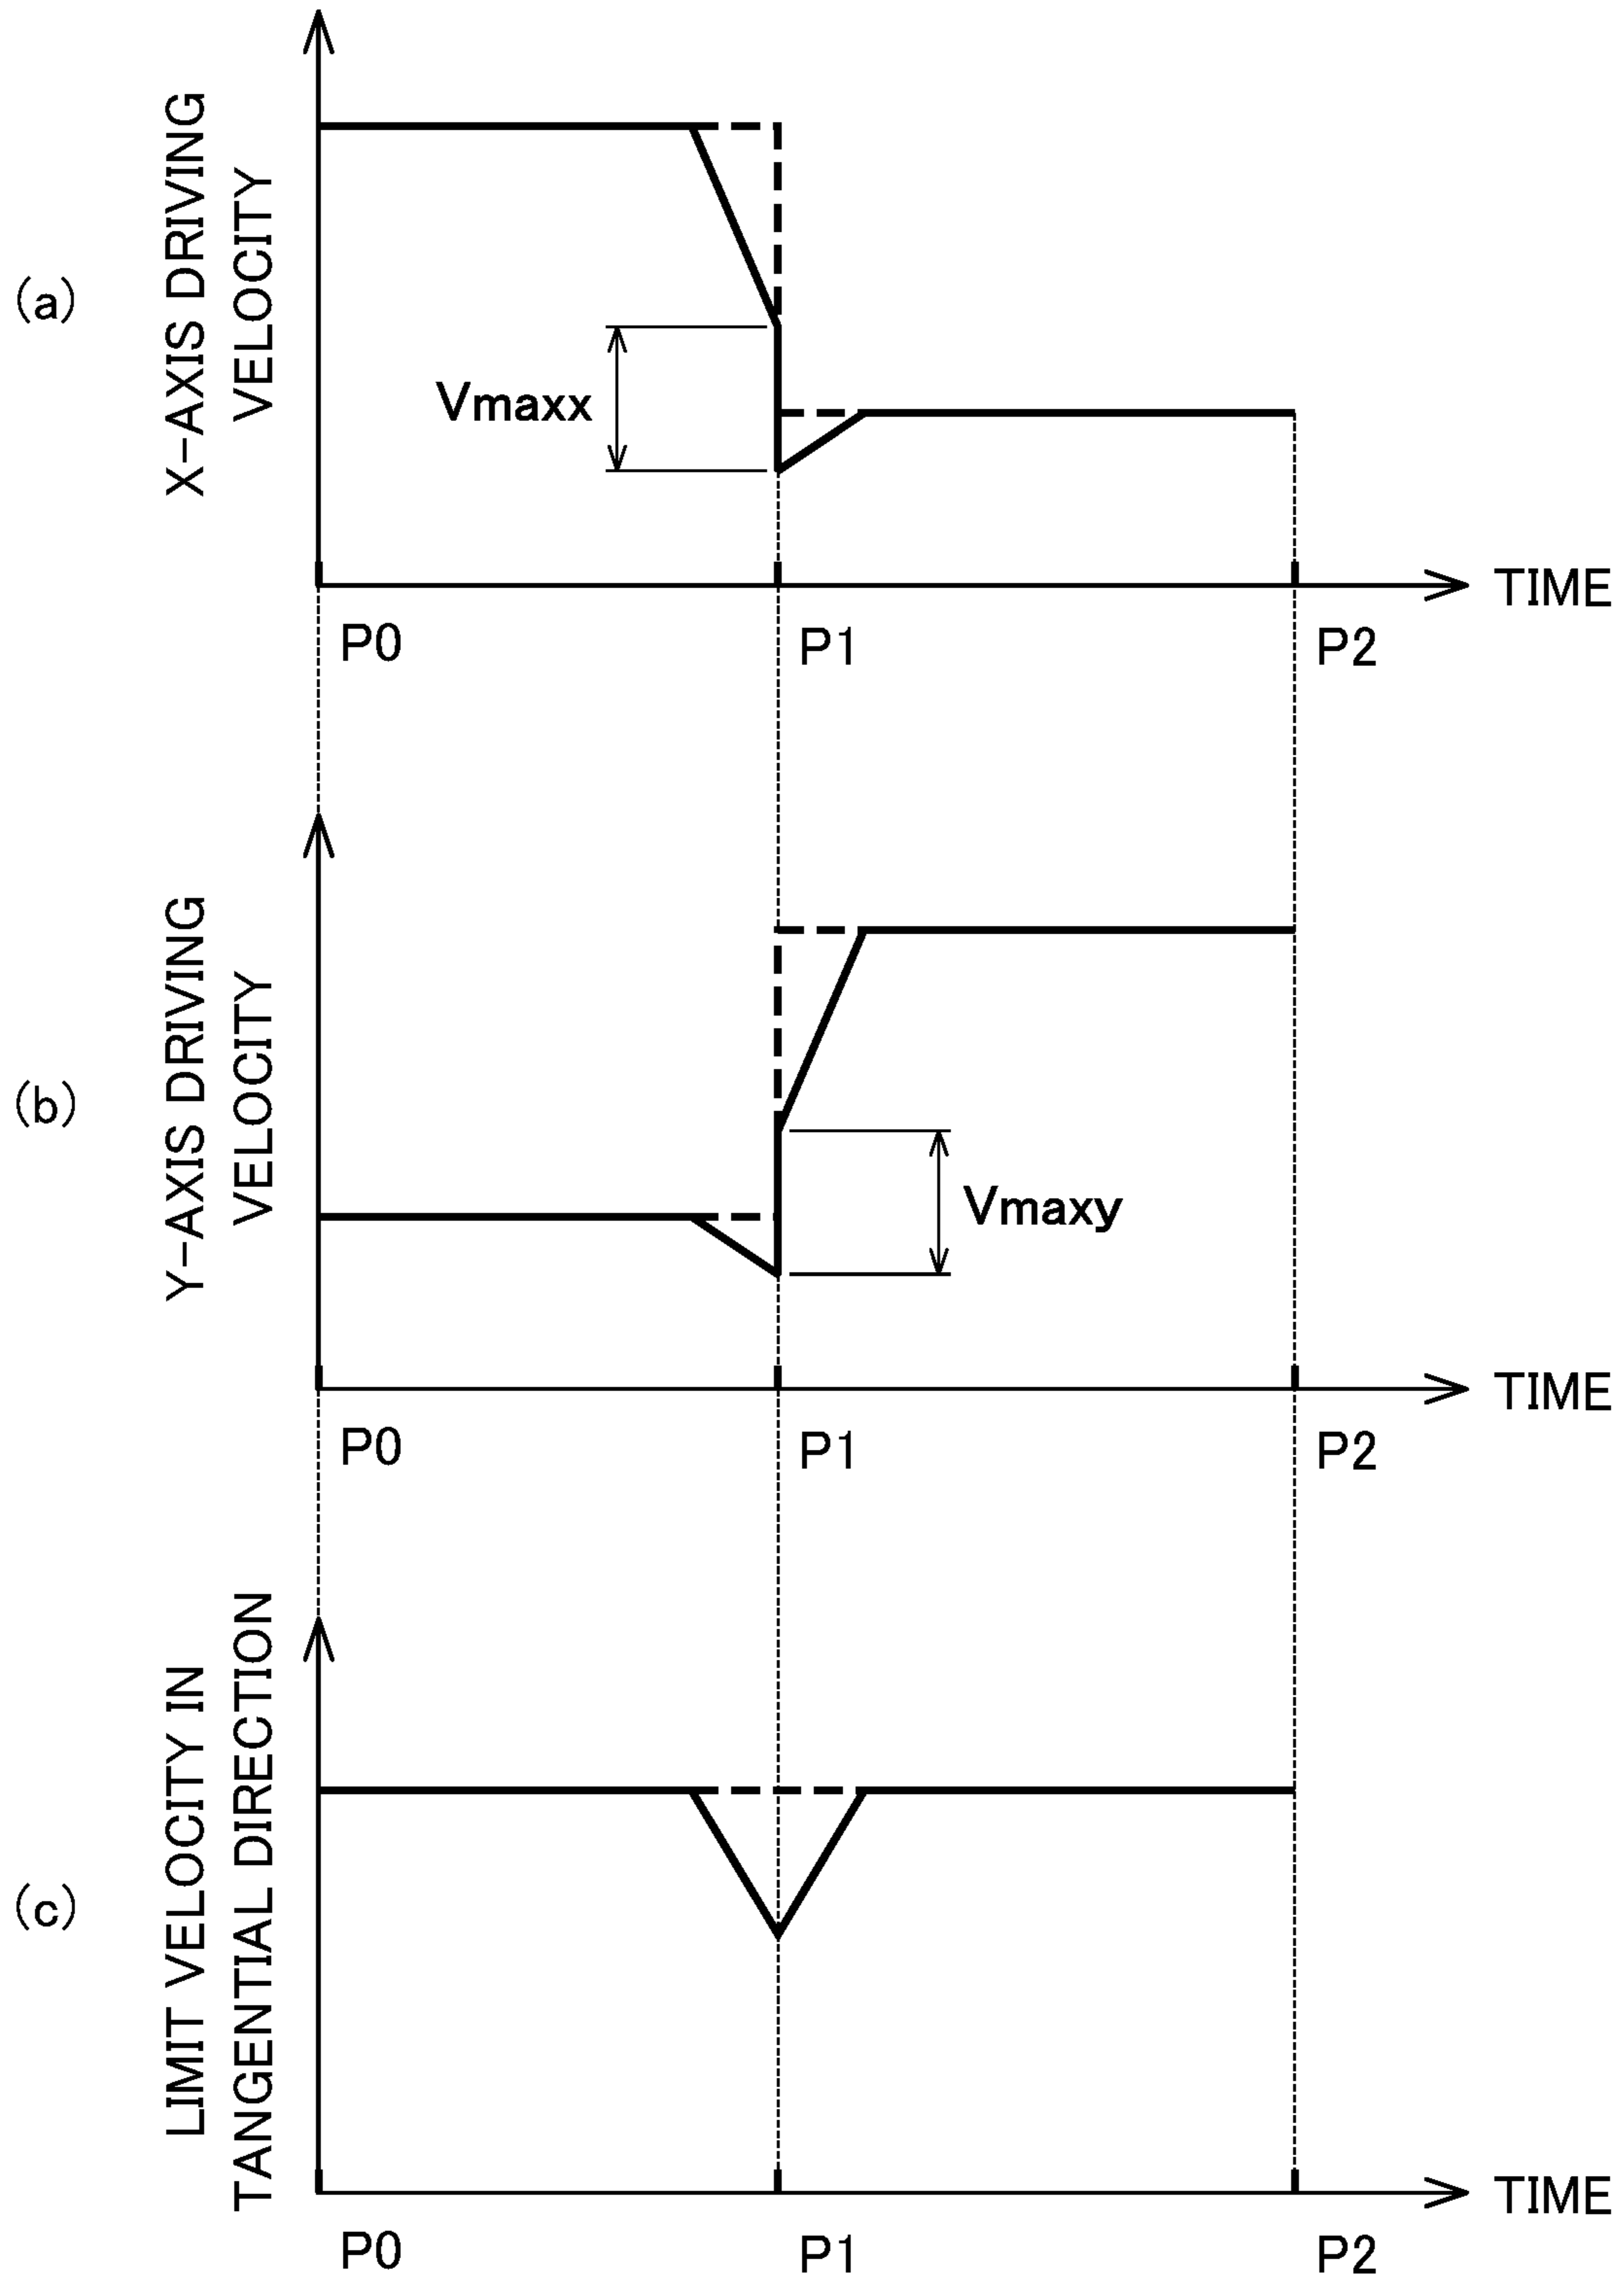 (a)
X-AXIS DRIVING
VELOCITY
Vmaxx
TIME
P0
P1
P2
(b)
Y-AXIS DRIVING
VELOCITY
Vmaxy
TIME
P0
P1
P2
(c)
LIMIT VELOCITY IN
TANGENTIAL DIRECTION
TIME
P0
P1
P2